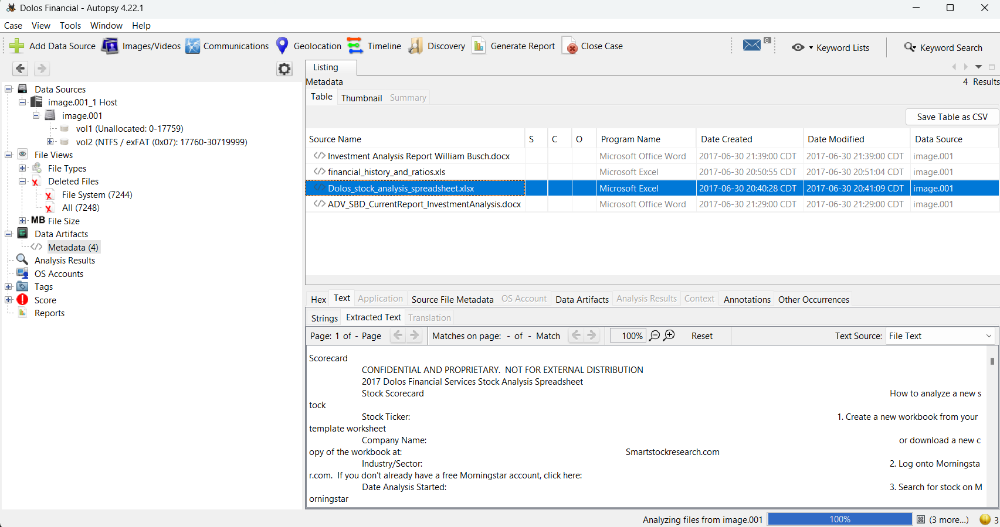 Dolos Financial - Autopsy 4.22.1
Case View Tools Window Help
Add Data Source Images/Videos Communications Geolocation Timeline Discovery Generate Report Close Case 8 Keyword Lists Keyword Search
Listing
Metadata 4 Results
Table Thumbnail Summary
Save Table as CSV
Source Name S C O Program Name Date Created Date Modified Data Source
Investment Analysis Report William Busch.docx Microsoft Office Word 2017-06-30 21:39:00 CDT 2017-06-30 21:39:00 CDT image.001
financial_history_and_ratios.xls Microsoft Excel 2017-06-30 20:50:55 CDT 2017-06-30 20:51:04 CDT image.001
Dolos_stock_analysis_spreadsheet.xlsx Microsoft Excel 2017-06-30 20:40:28 CDT 2017-06-30 20:41:09 CDT image.001
ADV_SBD_CurrentReport_InvestmentAnalysis.docx Microsoft Office Word 2017-06-30 21:29:00 CDT 2017-06-30 21:29:00 CDT image.001
Data Sources
image.001_1 Host
image.001
vol1 (Unallocated: 0-17759)
vol2 (NTFS / exFAT (0x07): 17760-30719999)
File Views
File Types
Deleted Files
File System (7244)
All (7248)
MB File Size
Data Artifacts
Metadata (4)
Analysis Results
OS Accounts
Tags
Score
Reports
Hex Text Application Source File Metadata OS Account Data Artifacts Analysis Results Context Annotations Other Occurrences
Strings Extracted Text Translation
Page: 1 of - Page Matches on page: - of - Match 100% Reset Text Source: File Text
Scorecard
CONFIDENTIAL AND PROPRIETARY. NOT FOR EXTERNAL DISTRIBUTION
2017 Dolos Financial Services Stock Analysis Spreadsheet
Stock Scorecard How to analyze a new s
tock
Stock Ticker: 1. Create a new workbook from your
template worksheet
Company Name: or download a new c
opy of the workbook at: Smartstockresearch.com
Industry/Sector: 2. Log onto Morningsta
r.com. If you don't already have a free Morningstar account, click here:
Date Analysis Started: 3. Search for stock on M
orningstar
Analyzing files from image.001 100% (3 more...) 3